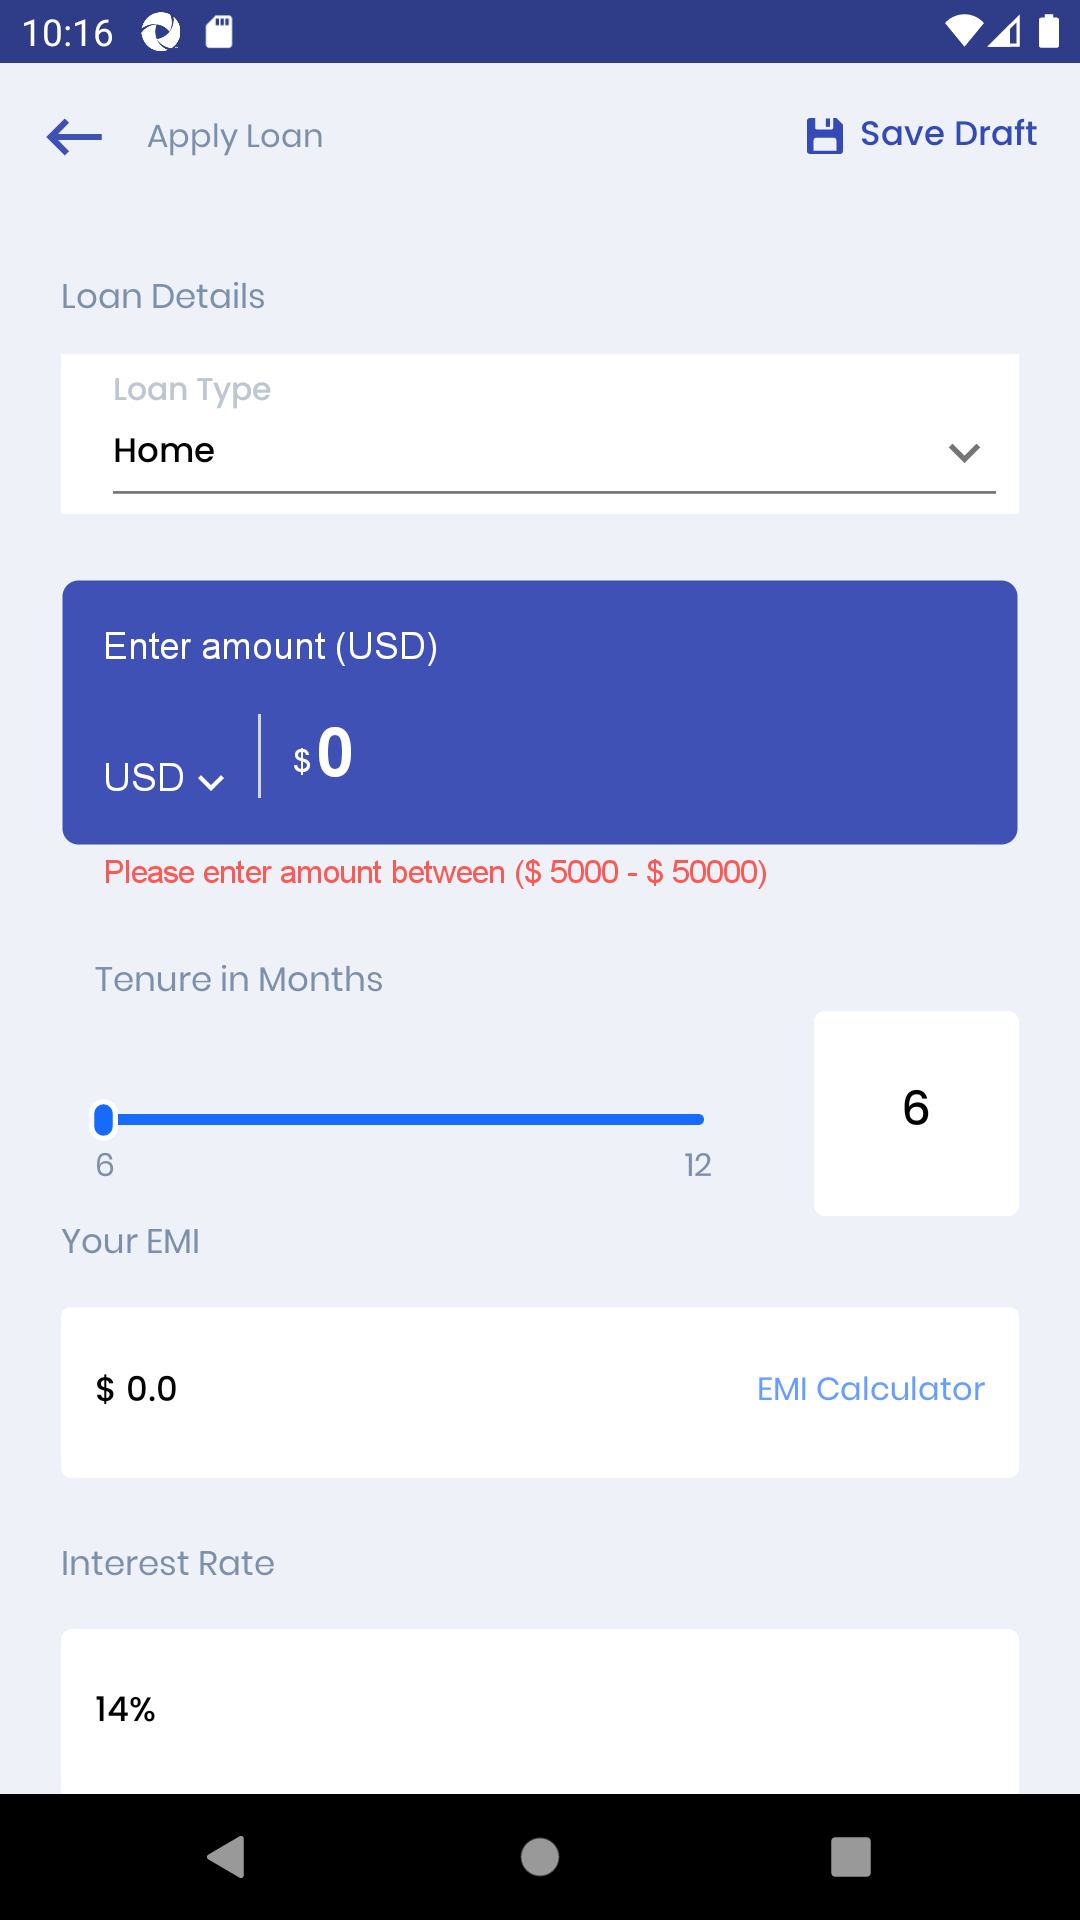 10:16
Apply Loan
Save Draft
Loan Details
Loan Type
Home
Enter amount (USD)
USD
$ 0
Please enter amount between ($ 5000 - $ 50000)
Tenure in Months
6
6
12
Your EMI
$ 0.0
EMI Calculator
Interest Rate
14%